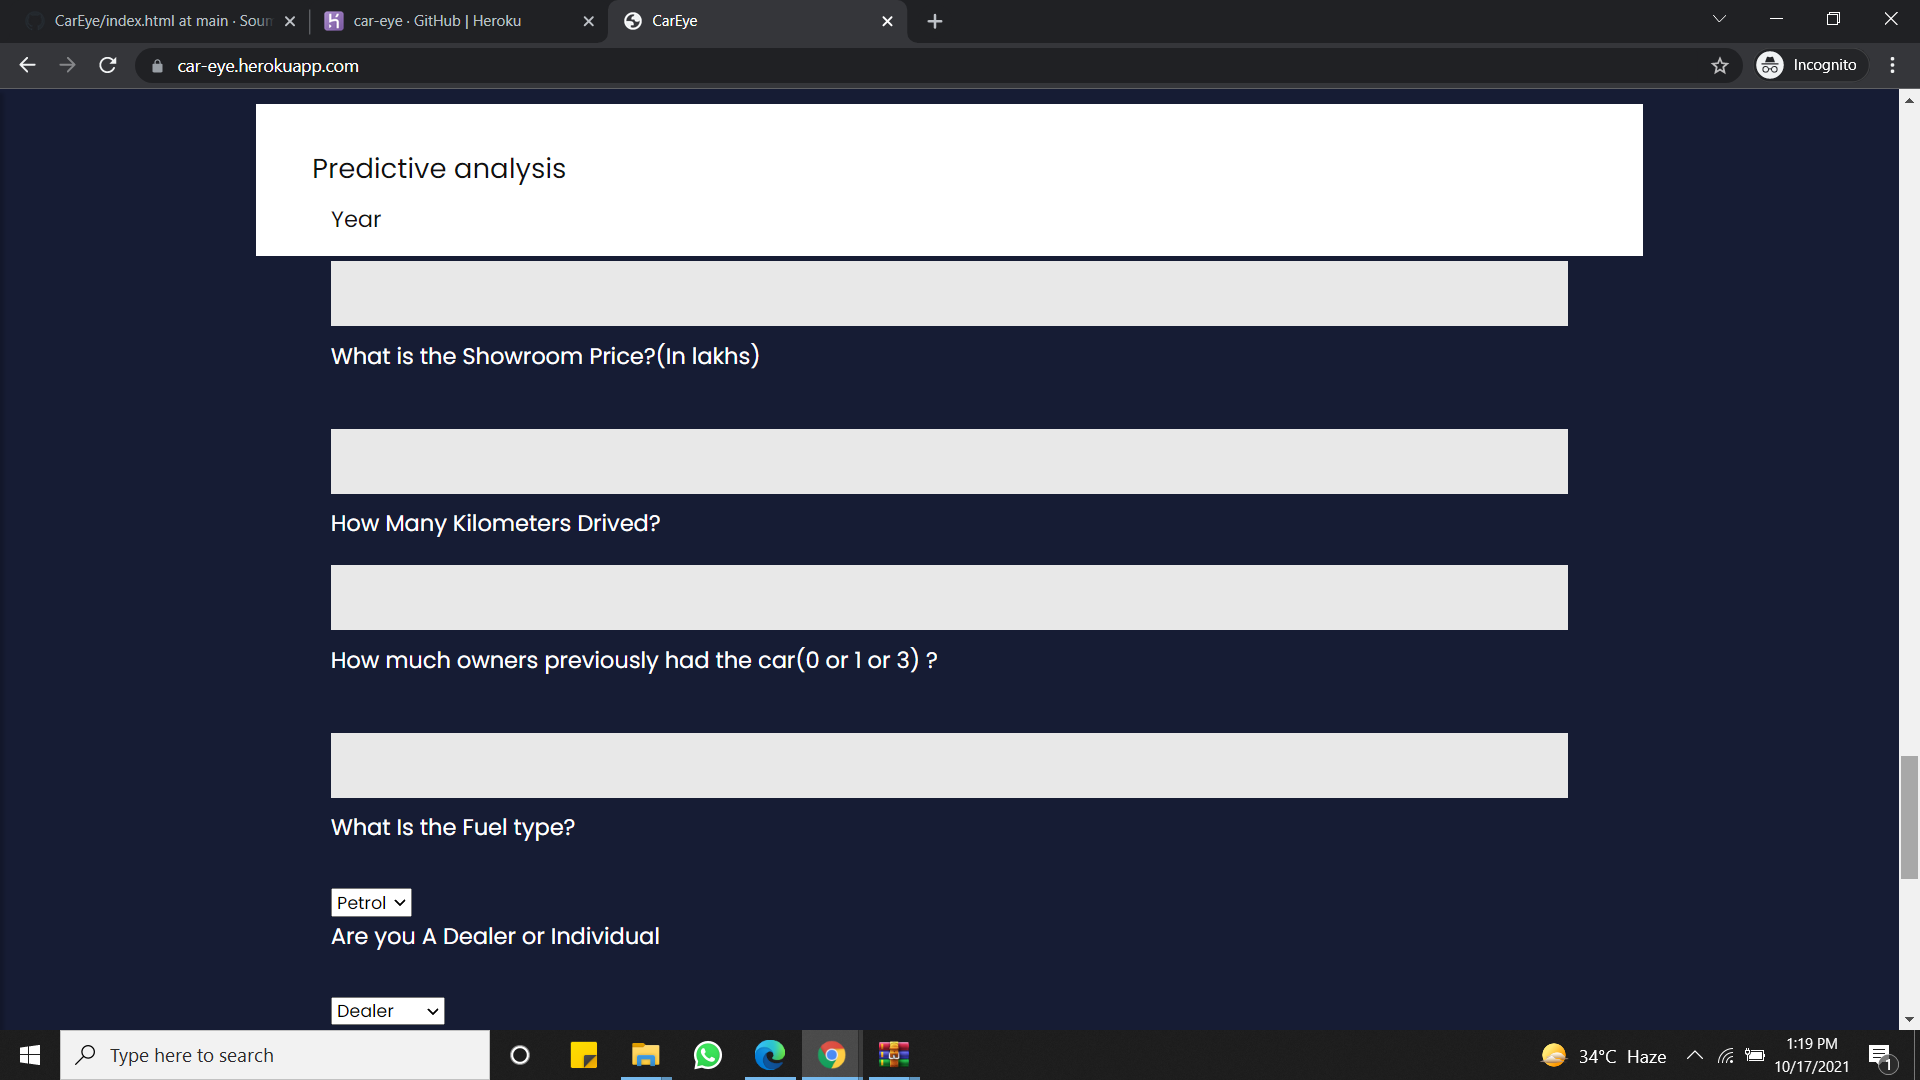 CarEye/index.html at main · Soum
car-eye · GitHub | Heroku
CarEye
car-eye.herokuapp.com
Incognito
Predictive analysis
Year
What is the Showroom Price?(In lakhs)
How Many Kilometers Drived?
How much owners previously had the car(0 or 1 or 3) ?
What Is the Fuel type?
Petrol
Are you A Dealer or Individual
Dealer
Type here to search
34°C Haze
1:19 PM
10/17/2021
1